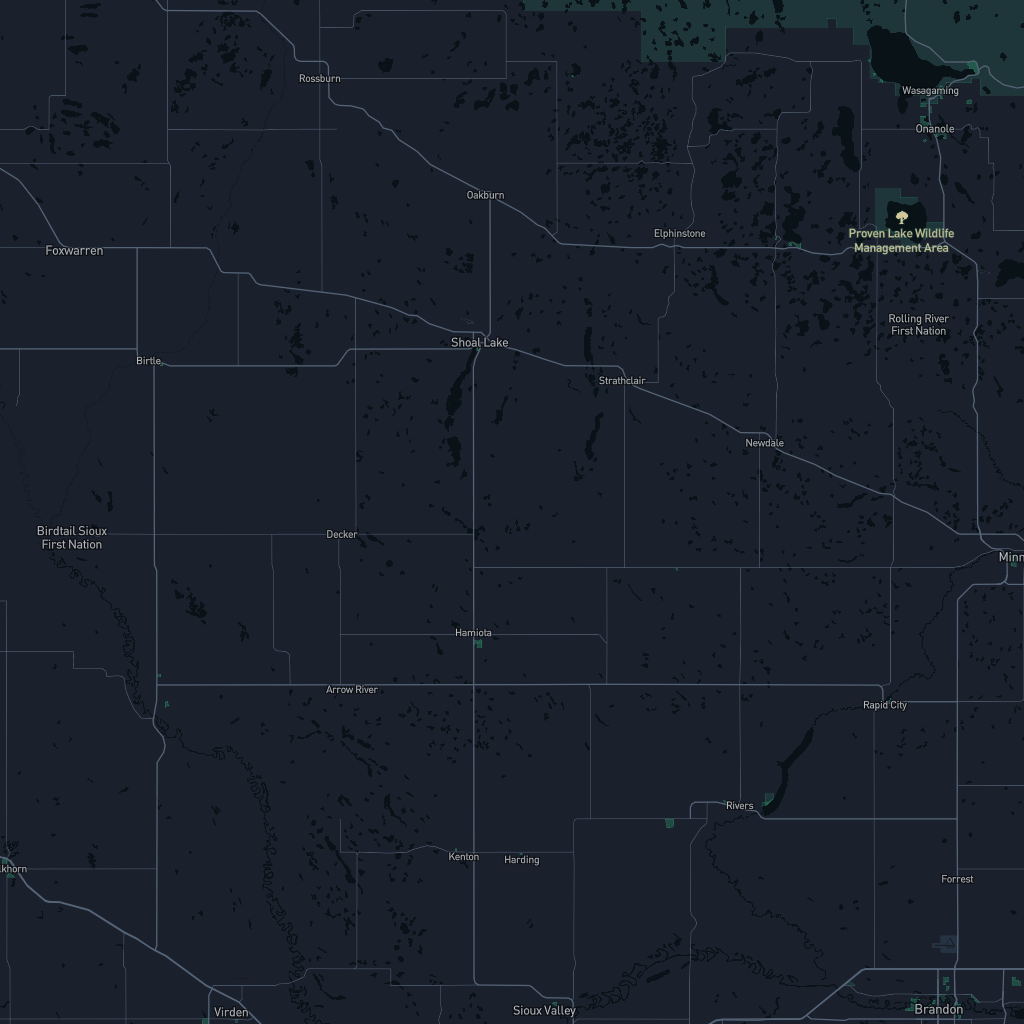 Rossburn
Wasagaming
Onanole
Oakburn
Elphinstone
Proven Lake Wildlife
Management Area
Foxwarren
Rolling River
First Nation
Shoal Lake
Birtle
Strathclair
Newdale
Birdtail Sioux
First Nation
Decker
Minn
Hamiota
Arrow River
Rapid City
Rivers
Kenton
Harding
lkhorn
Forrest
Virden
Sioux Valley
Brandon